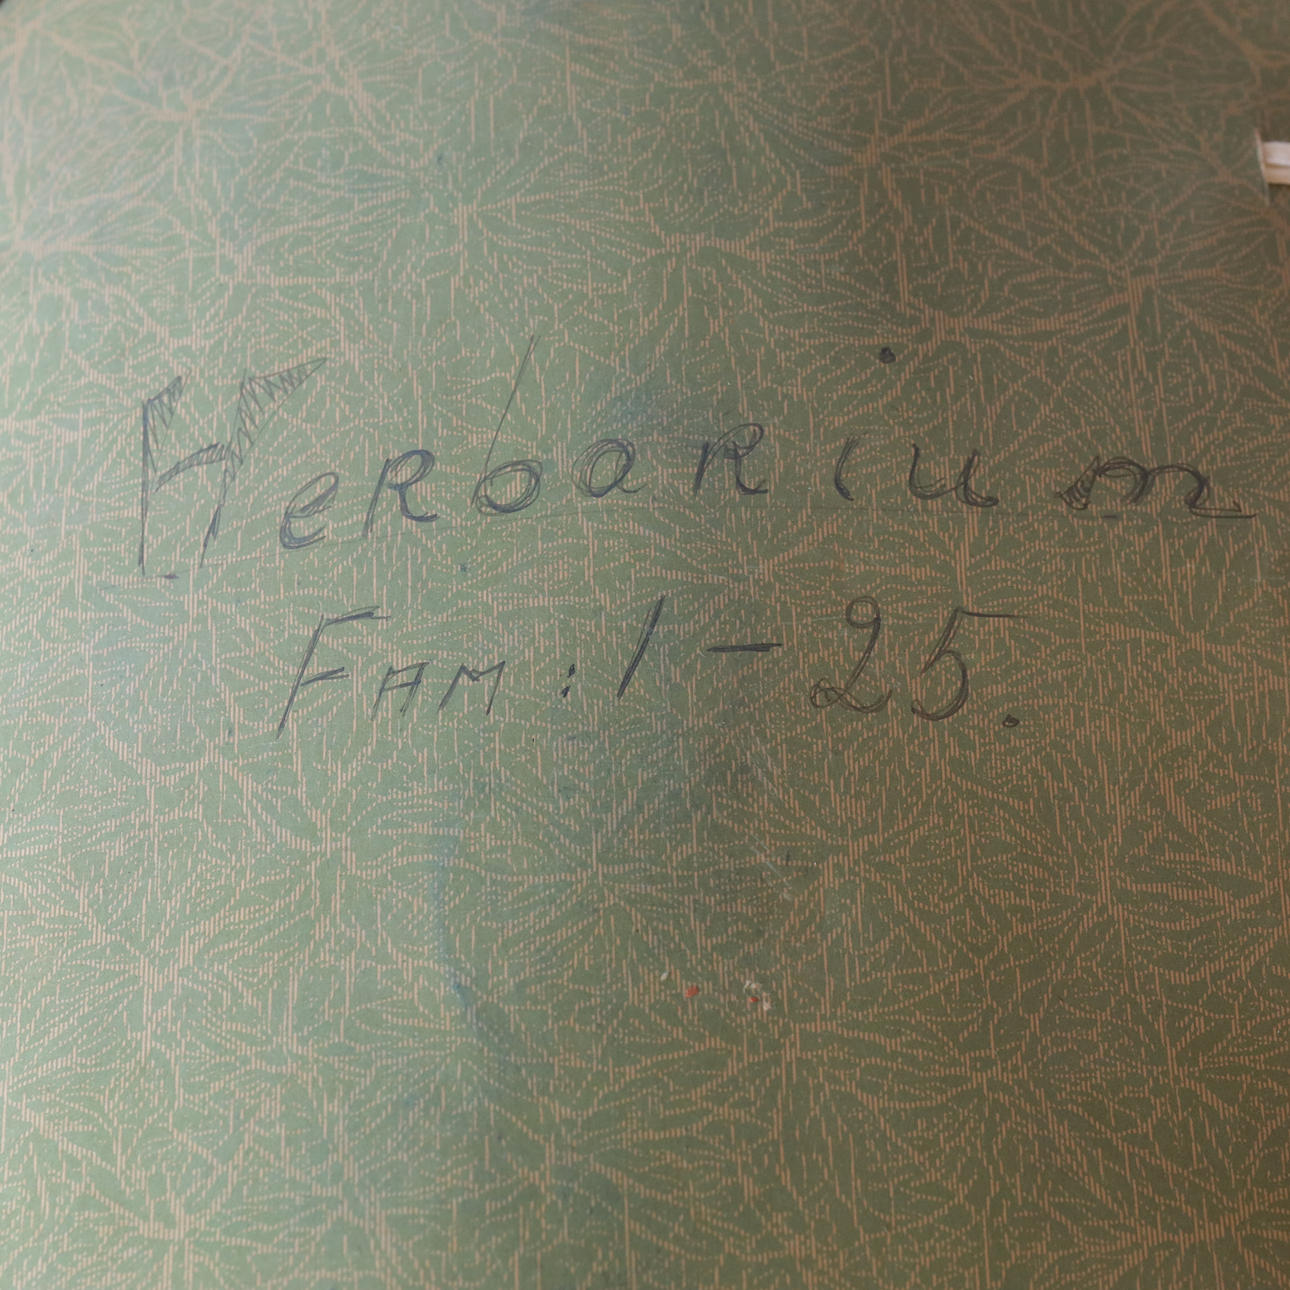 Herbarium
Fam: 1 - 25.